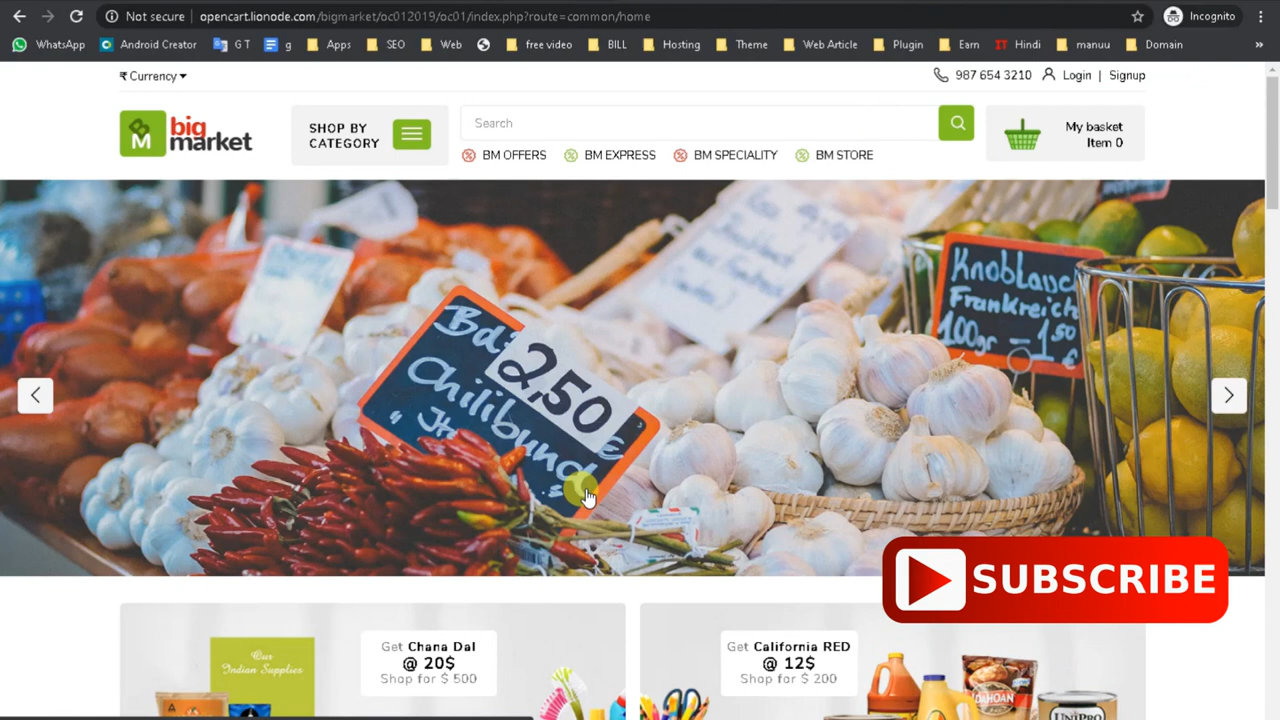 Not secure opencart.lionode.com/bigmarket/oc012019/oc01/index.php?route=common/home Incognito
WhatsApp Android Creator G T g Apps SEO Web free video BILL Hosting Theme Web Article Plugin Earn IT Hindi manuu Domain »
₹ Currency 987 654 3210 Login | Signup
big market
SHOP BY CATEGORY
Search
My basket
Item 0
BM OFFERS BM EXPRESS BM SPECIALITY BM STORE
Knoblauc
Frankreich
100gr – 1,50
€
Bd.
2,50 €
Chilibund
SUBSCRIBE
Our
Indian Supplies
Get Chana Dal
@ 20$
Shop for $ 500
Get California RED
@ 12$
Shop for $ 200
IDAHOAN
UNIPRO